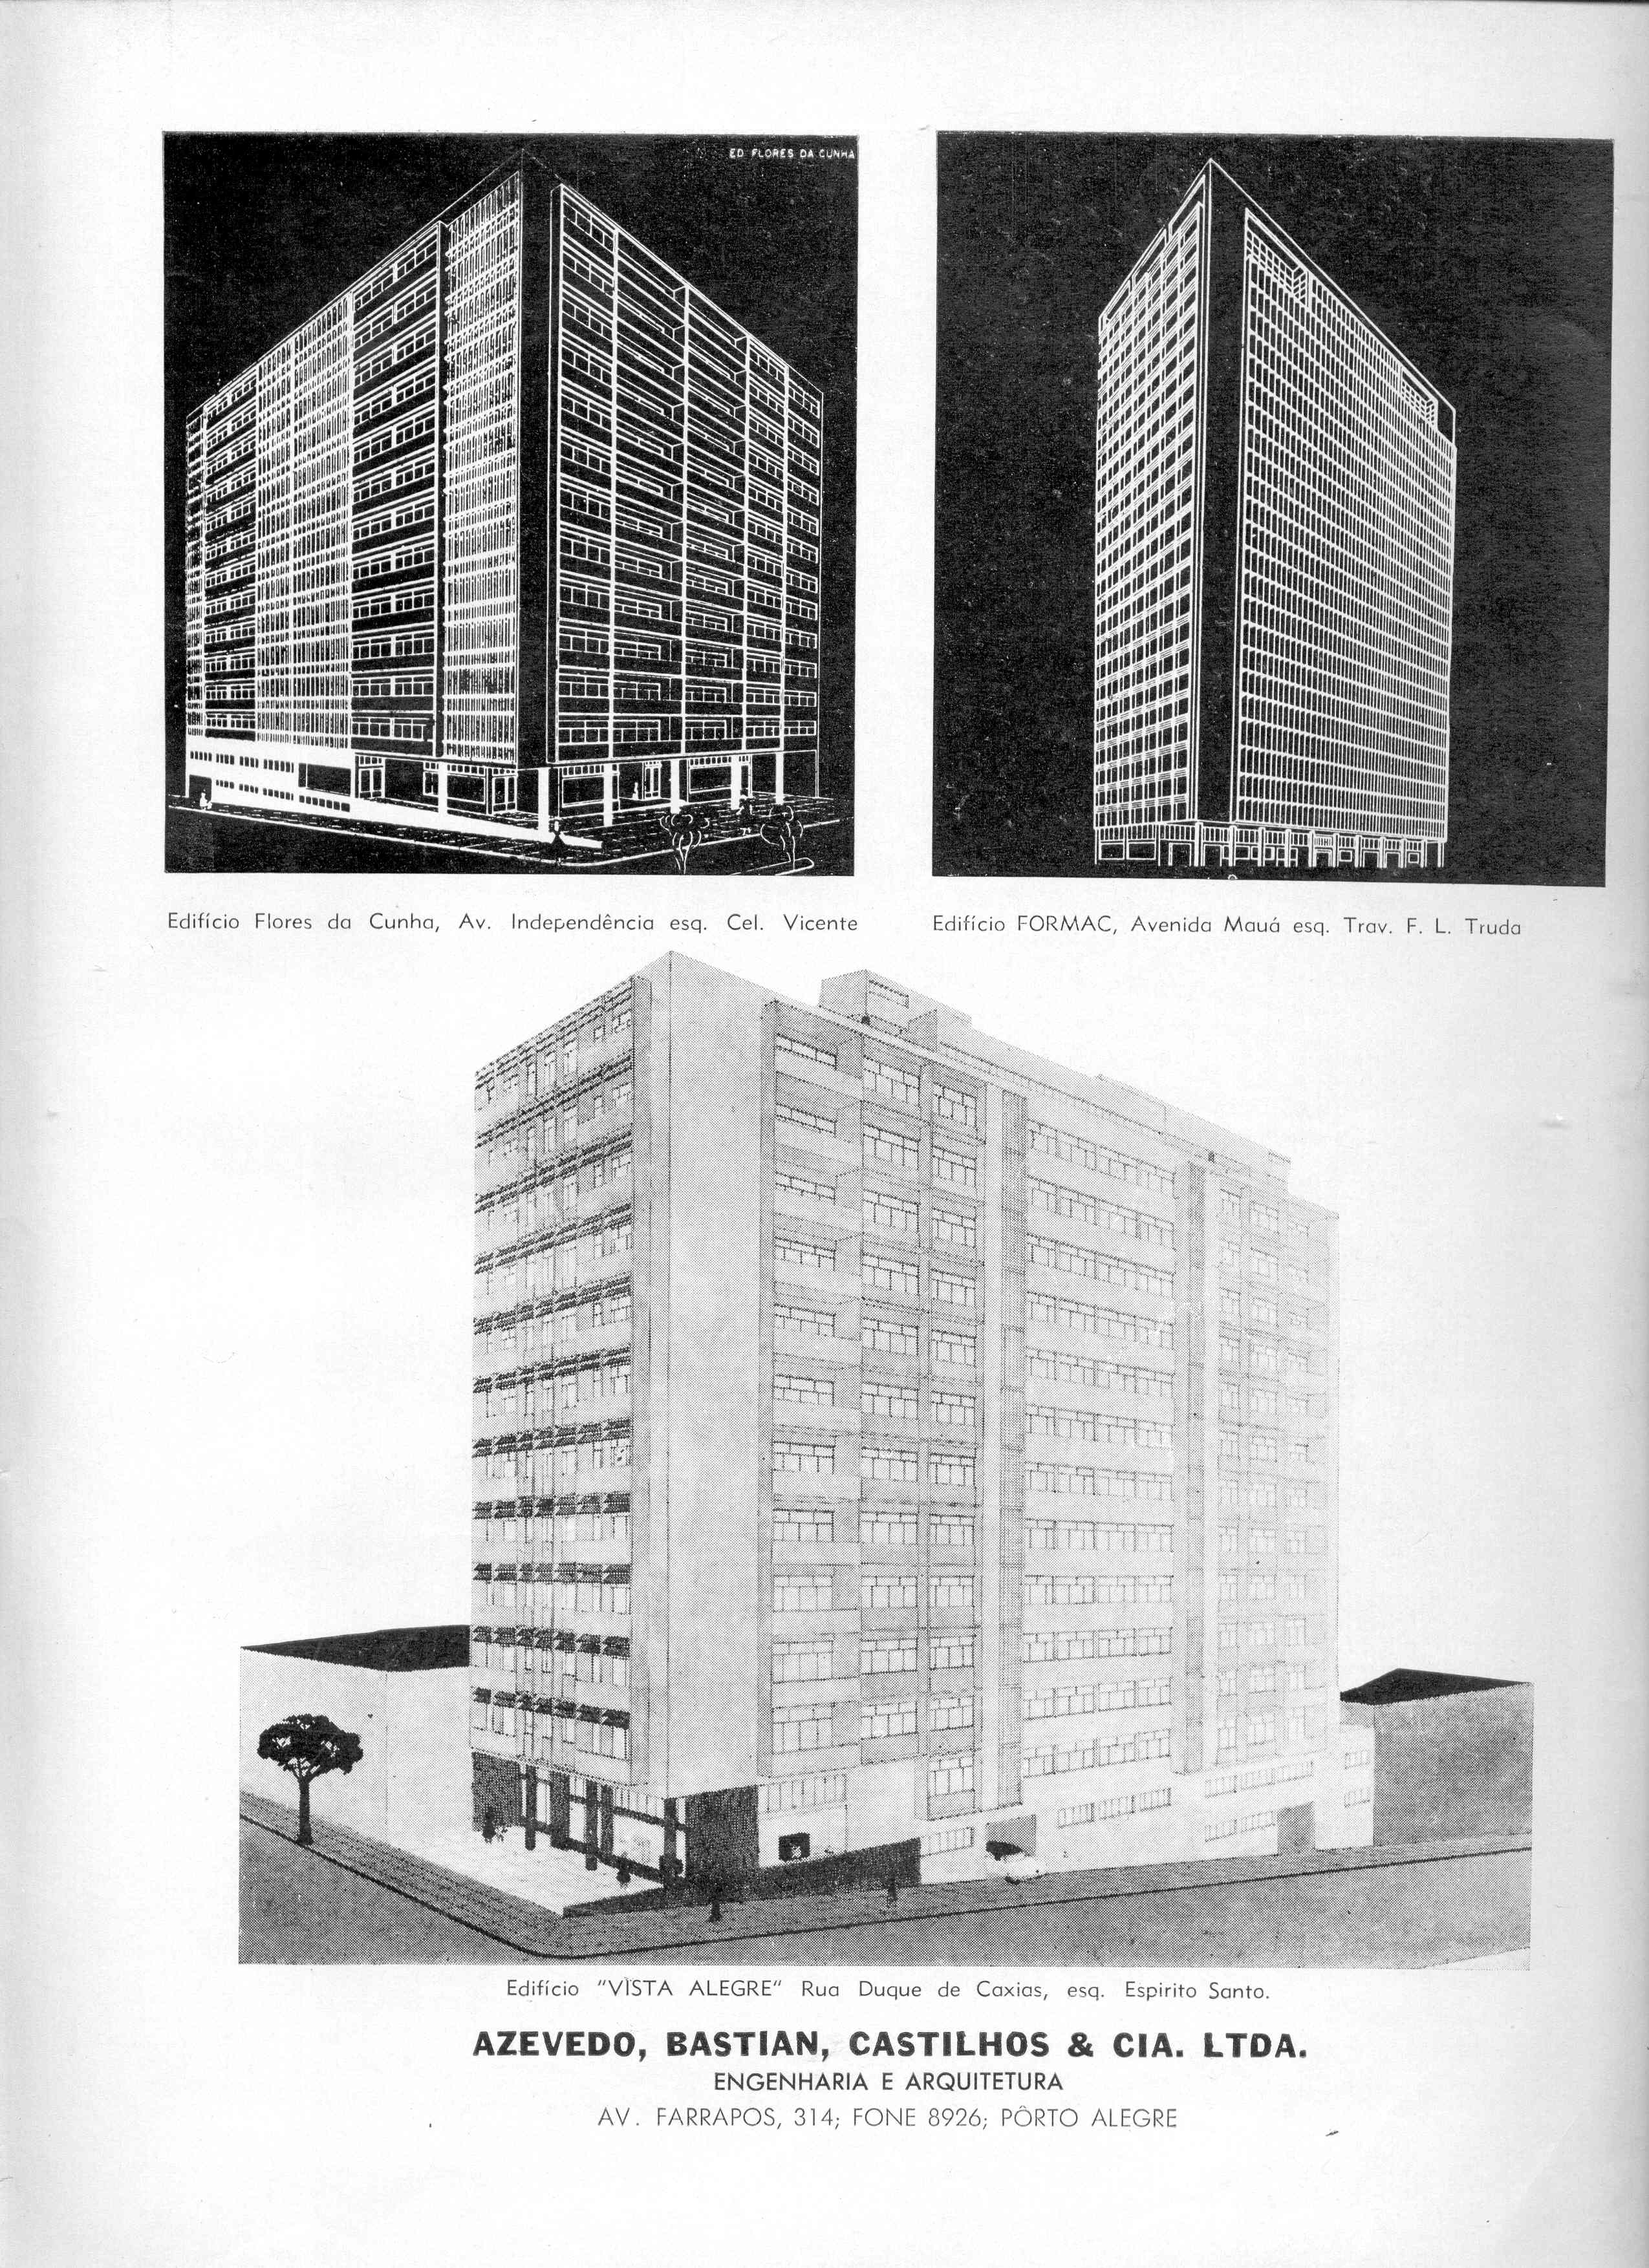 ED FLORES DA CUNHA
Edifício Flores da Cunha, Av. Independência esq. Cel. Vicente
Edifício FORMAC, Avenida Mauá esq. Trav. F. L. Truda
Edifício "VISTA ALEGRE" Rua Duque de Caxias, esq. Espirito Santo.
AZEVEDO, BASTIAN, CASTILHOS & CIA. LTDA.
ENGENHARIA E ARQUITETURA
AV. FARRAPOS, 314; FONE 8926; PÔRTO ALEGRE